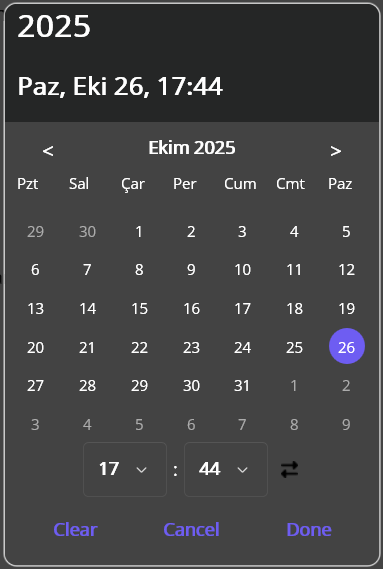 2025
Paz, Eki 26, 17:44
< Ekim 2025 >
Pzt Sal Çar Per Cum Cmt Paz
29 30 1 2 3 4 5
6 7 8 9 10 11 12
13 14 15 16 17 18 19
20 21 22 23 24 25 26
27 28 29 30 31 1 2
3 4 5 6 7 8 9
17 : 44
Clear Cancel Done